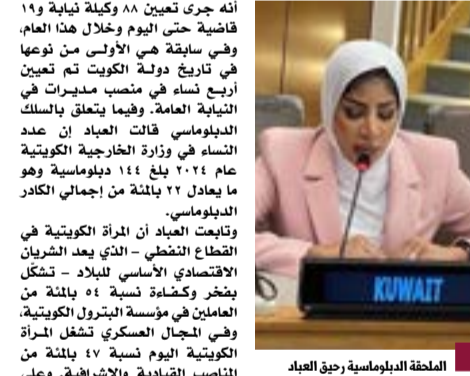 أنه جرى تعيين ٨٨ وكيلة نيابة و١٩
قاضية حتى اليوم وخلال هذا العام،
وفي سابقة هي الأولى من نوعها
في تاريخ دولة الكويت تم تعيين
أربع نساء في منصب مديرات في
النيابة العامة. وفيما يتعلق بالسلك
الدبلوماسي قالت العباد إن عدد
النساء في وزارة الخارجية الكويتية
عام ٢٠٢٤ بلغ ١٤٤ دبلوماسية وهو
ما يعادل ٢٢ بالمئة من إجمالي الكادر
الدبلوماسي.
وتابعت العباد أن المرأة الكويتية في
القطاع النفطي – الذي يعد الشريان
الاقتصادي الأساسي للبلاد – تشكّل
بفخر وكفاءة نسبة ٥٤ بالمئة من
العاملين في مؤسسة البترول الكويتية،
وفي المجال العسكري تشغل المرأة
الكويتية اليوم نسبة ٤٧ بالمئة من
المناصب القيادية والإشرافية. وعلى
KUWAIT
الملحقة الدبلوماسية رحيق العباد